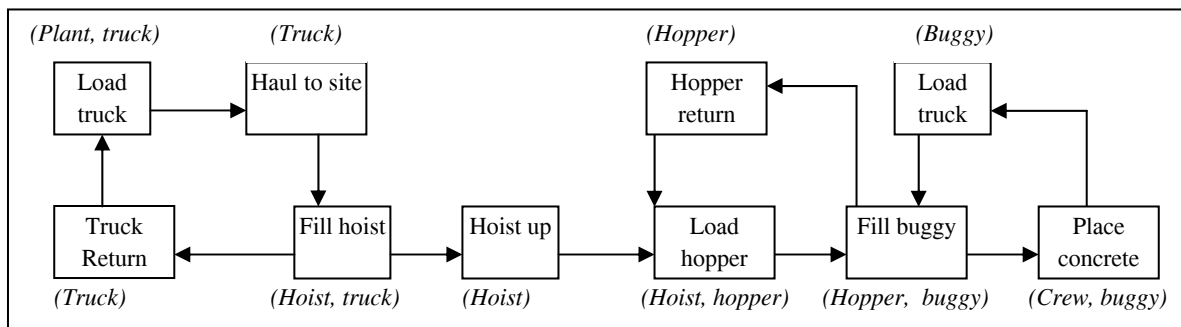 (Plant, truck)
(Truck)
(Hopper)
(Buggy)
Load
truck
Haul to site
Hopper
return
Load
truck
Truck
Return
Fill hoist
Hoist up
Load
hopper
Fill buggy
Place
concrete
(Truck)
(Hoist, truck)
(Hoist)
(Hoist, hopper)
(Hopper, buggy)
(Crew, buggy)